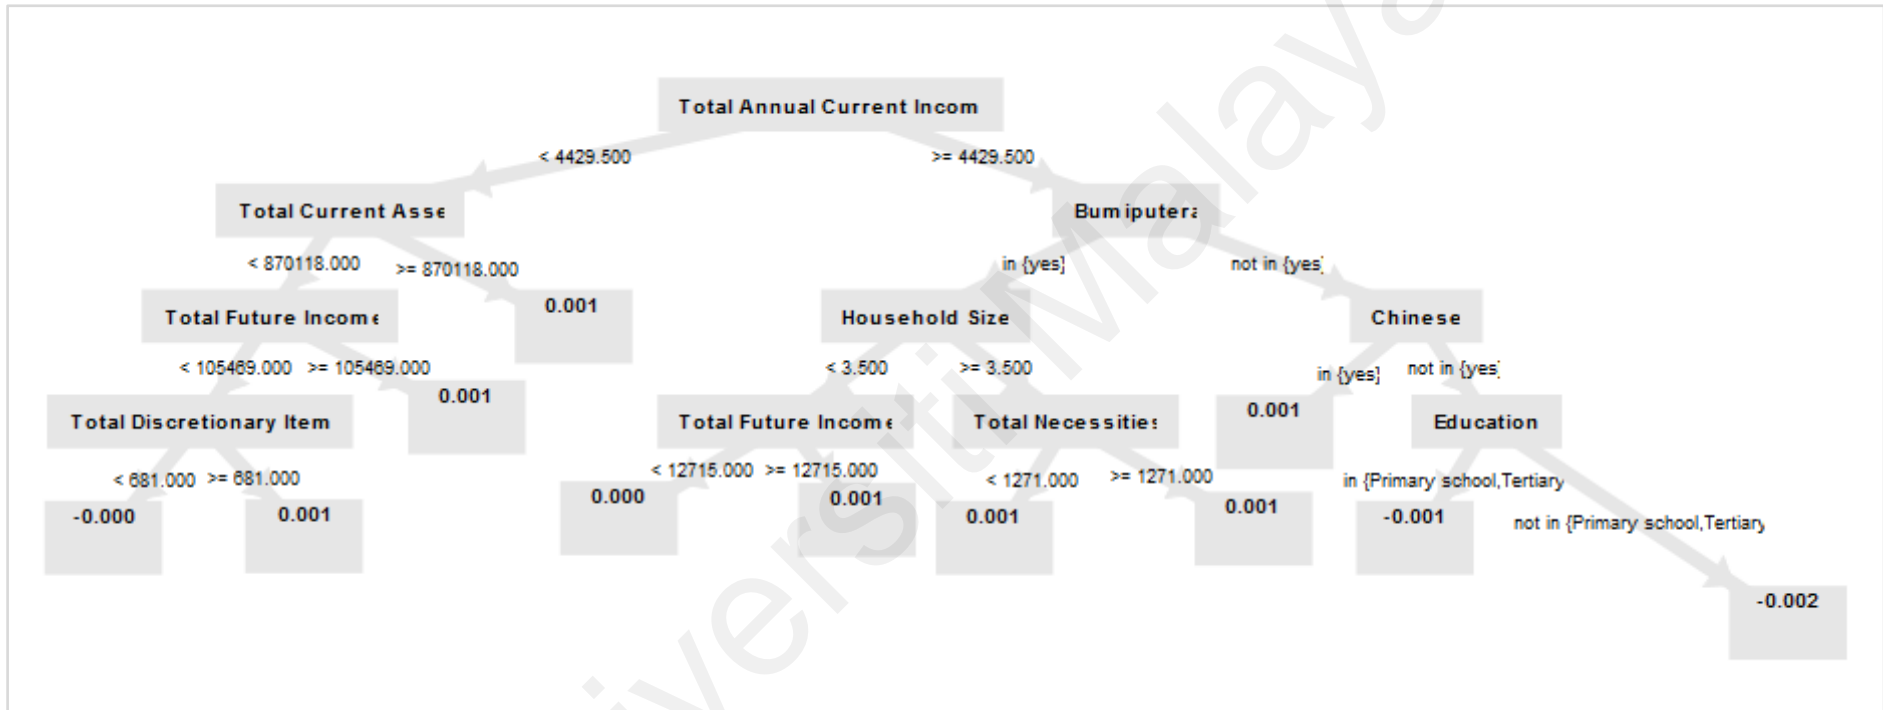 Total Annual Current Incom
< 4429.500 >= 4429.500
Total Current Asse
Bumiputera
< 870118.000 >= 870118.000
in {yes} not in {yes}
Total Future Income
0.001
Household Size
Chinese
< 105469.000 >= 105469.000
< 3.500 >= 3.500
in {yes} not in {yes}
Total Discretionary Item
0.001
Total Future Income
Total Necessities
0.001
Education
< 681.000 >= 681.000
< 12715.000 >= 12715.000
< 1271.000 >= 1271.000
in {Primary school,Tertiary
not in {Primary school,Tertiary
-0.000
0.001
0.000
0.001
0.001
0.001
-0.001
-0.002
versiti Malaya